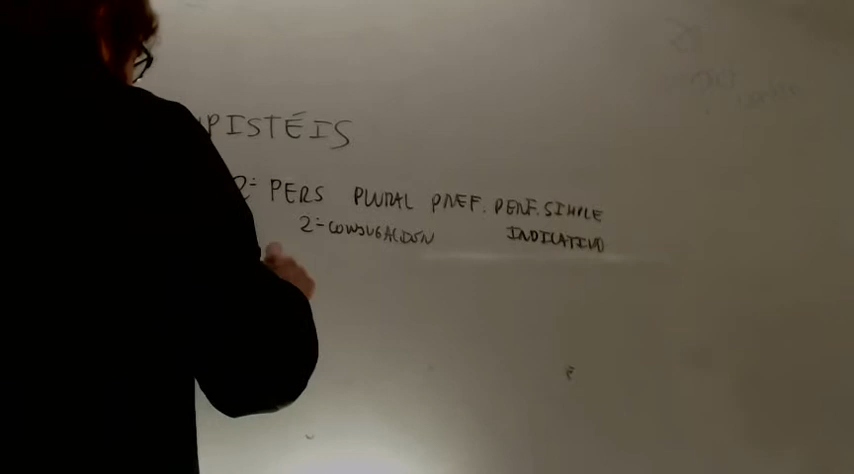 PISTÉIS
2ª PERS PLURAL PRET. PERF. SIMPLE
2ª CONJUGACIÓN INDICATIVO